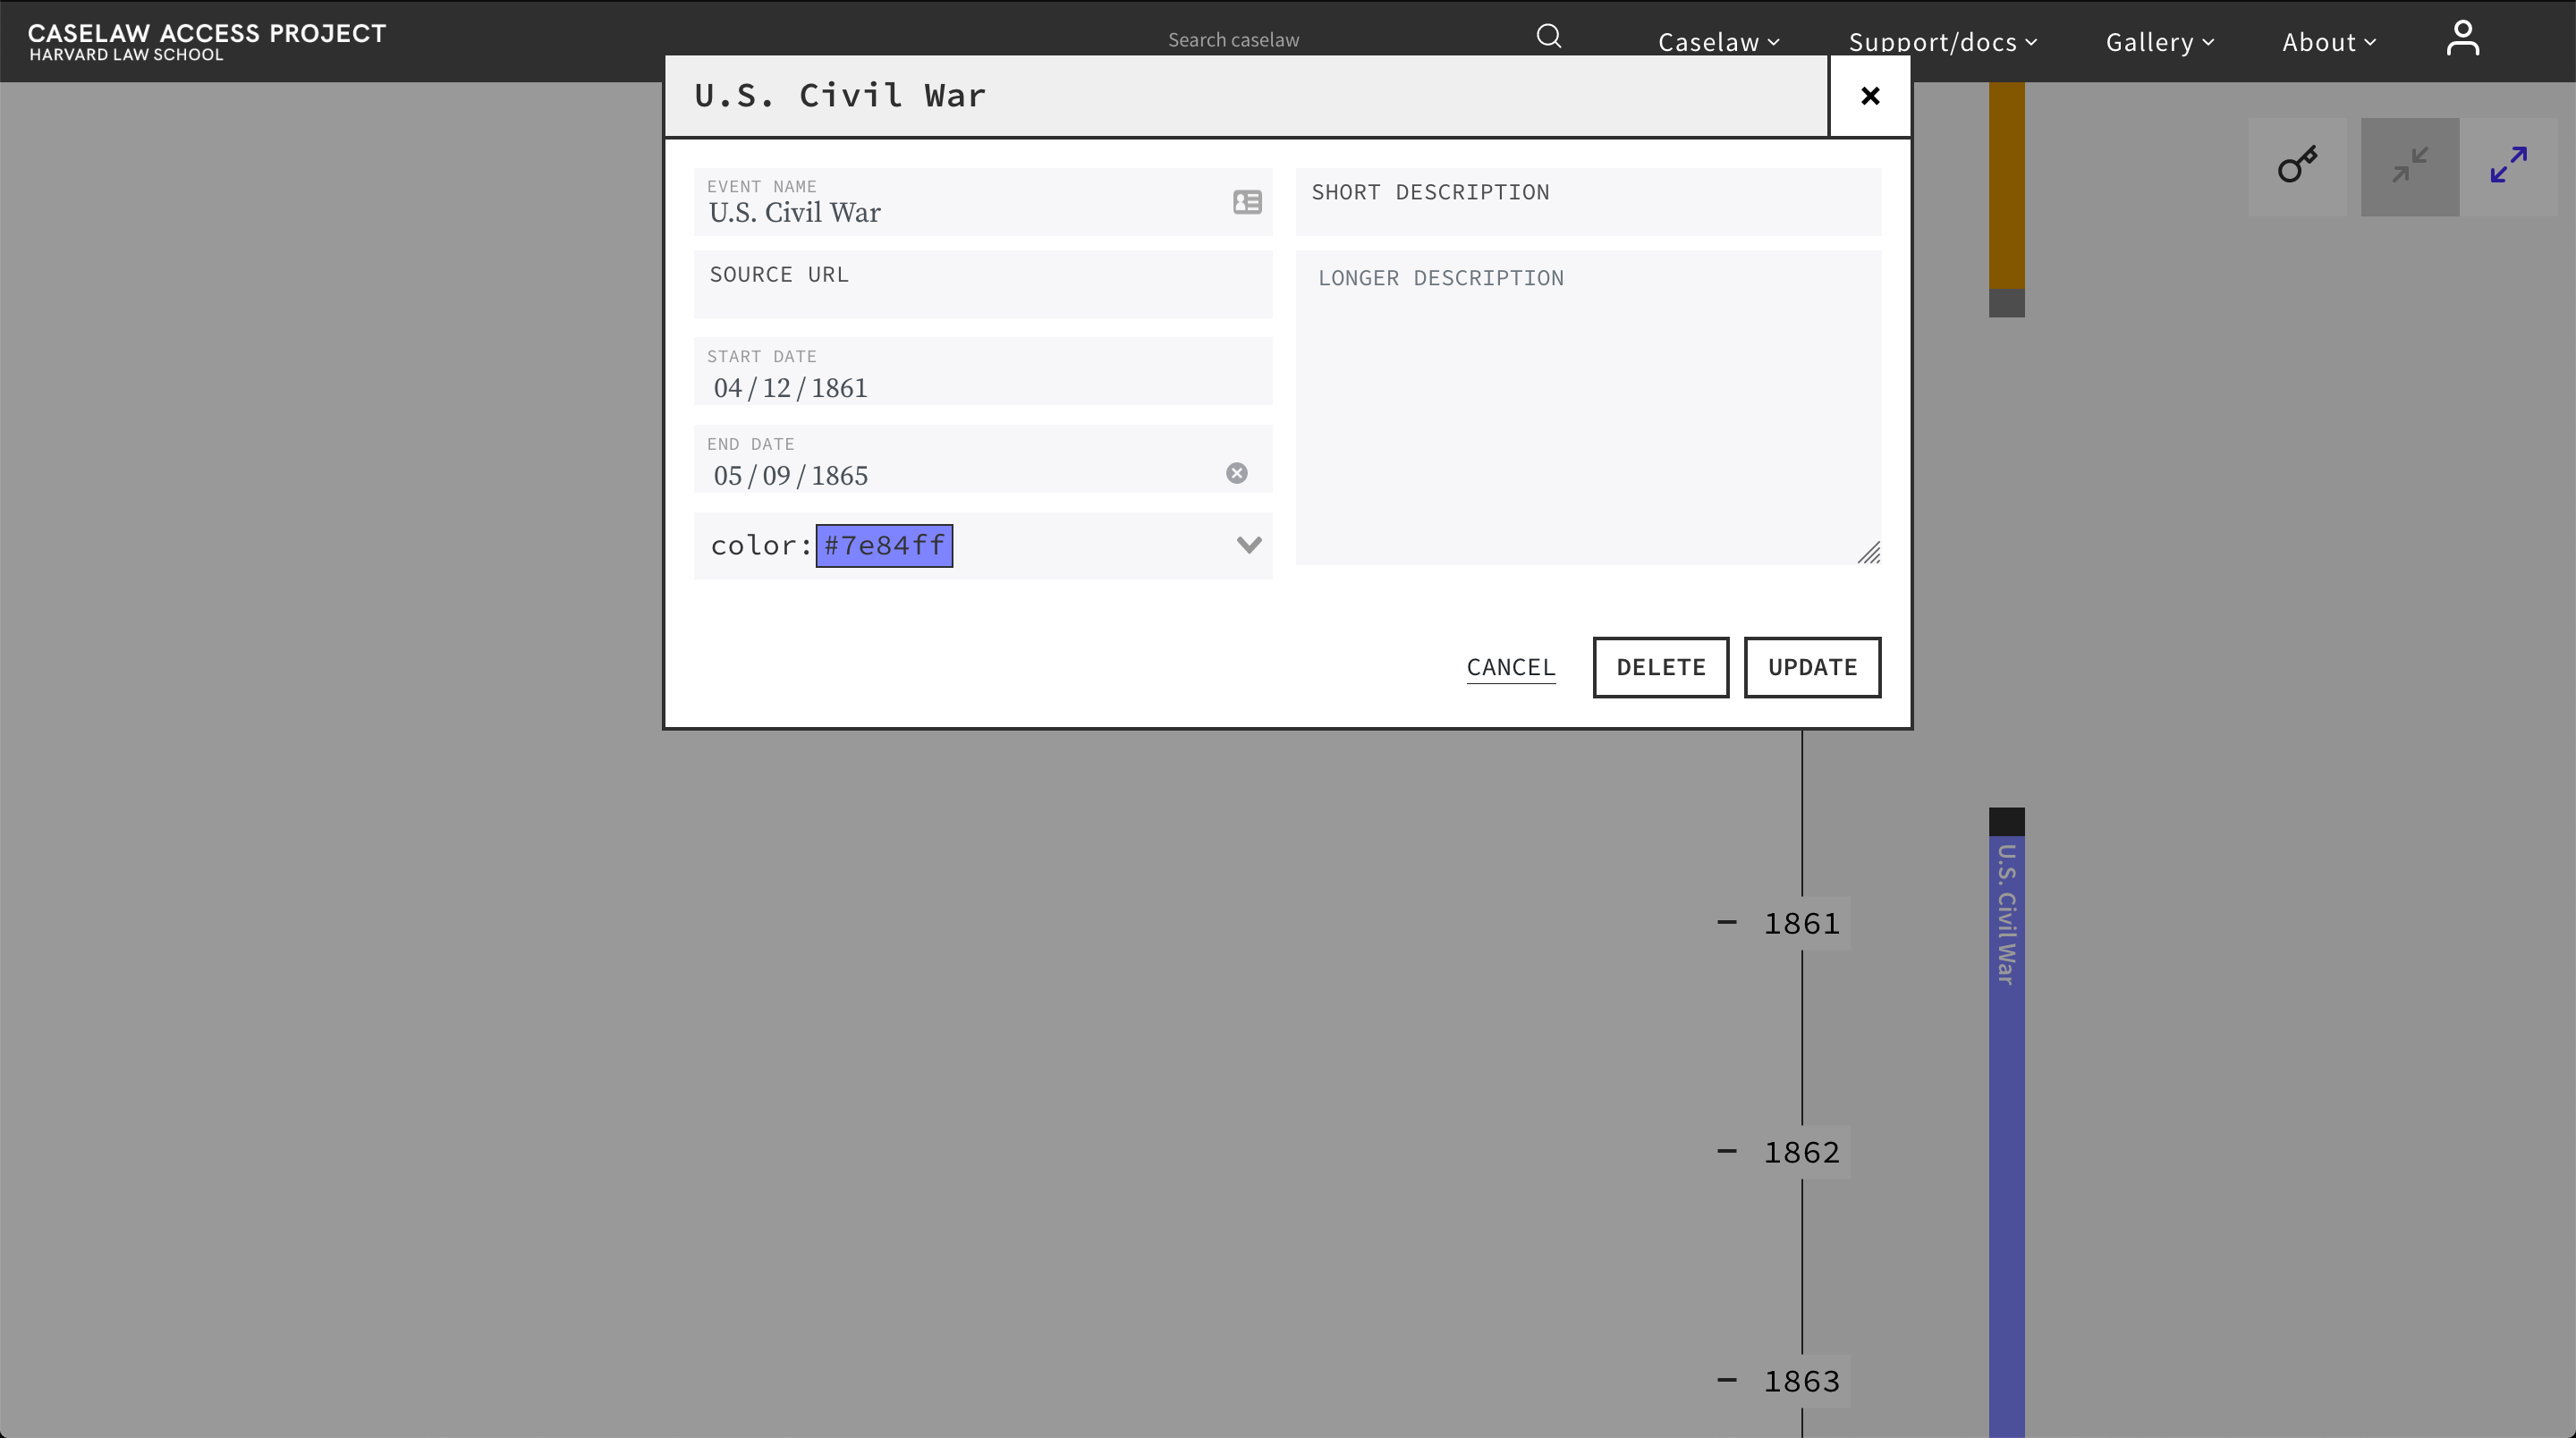 CASELAW ACCESS PROJECT
HARVARD LAW SCHOOL
Search caselaw
Caselaw
Support/docs
Gallery
About
U.S. Civil War
EVENT NAME
U.S. Civil War
SHORT DESCRIPTION
SOURCE URL
LONGER DESCRIPTION
START DATE
04/12/1861
END DATE
05/09/1865
color: #7e84ff
CANCEL
DELETE
UPDATE
U.S. Civil War
1861
1862
1863